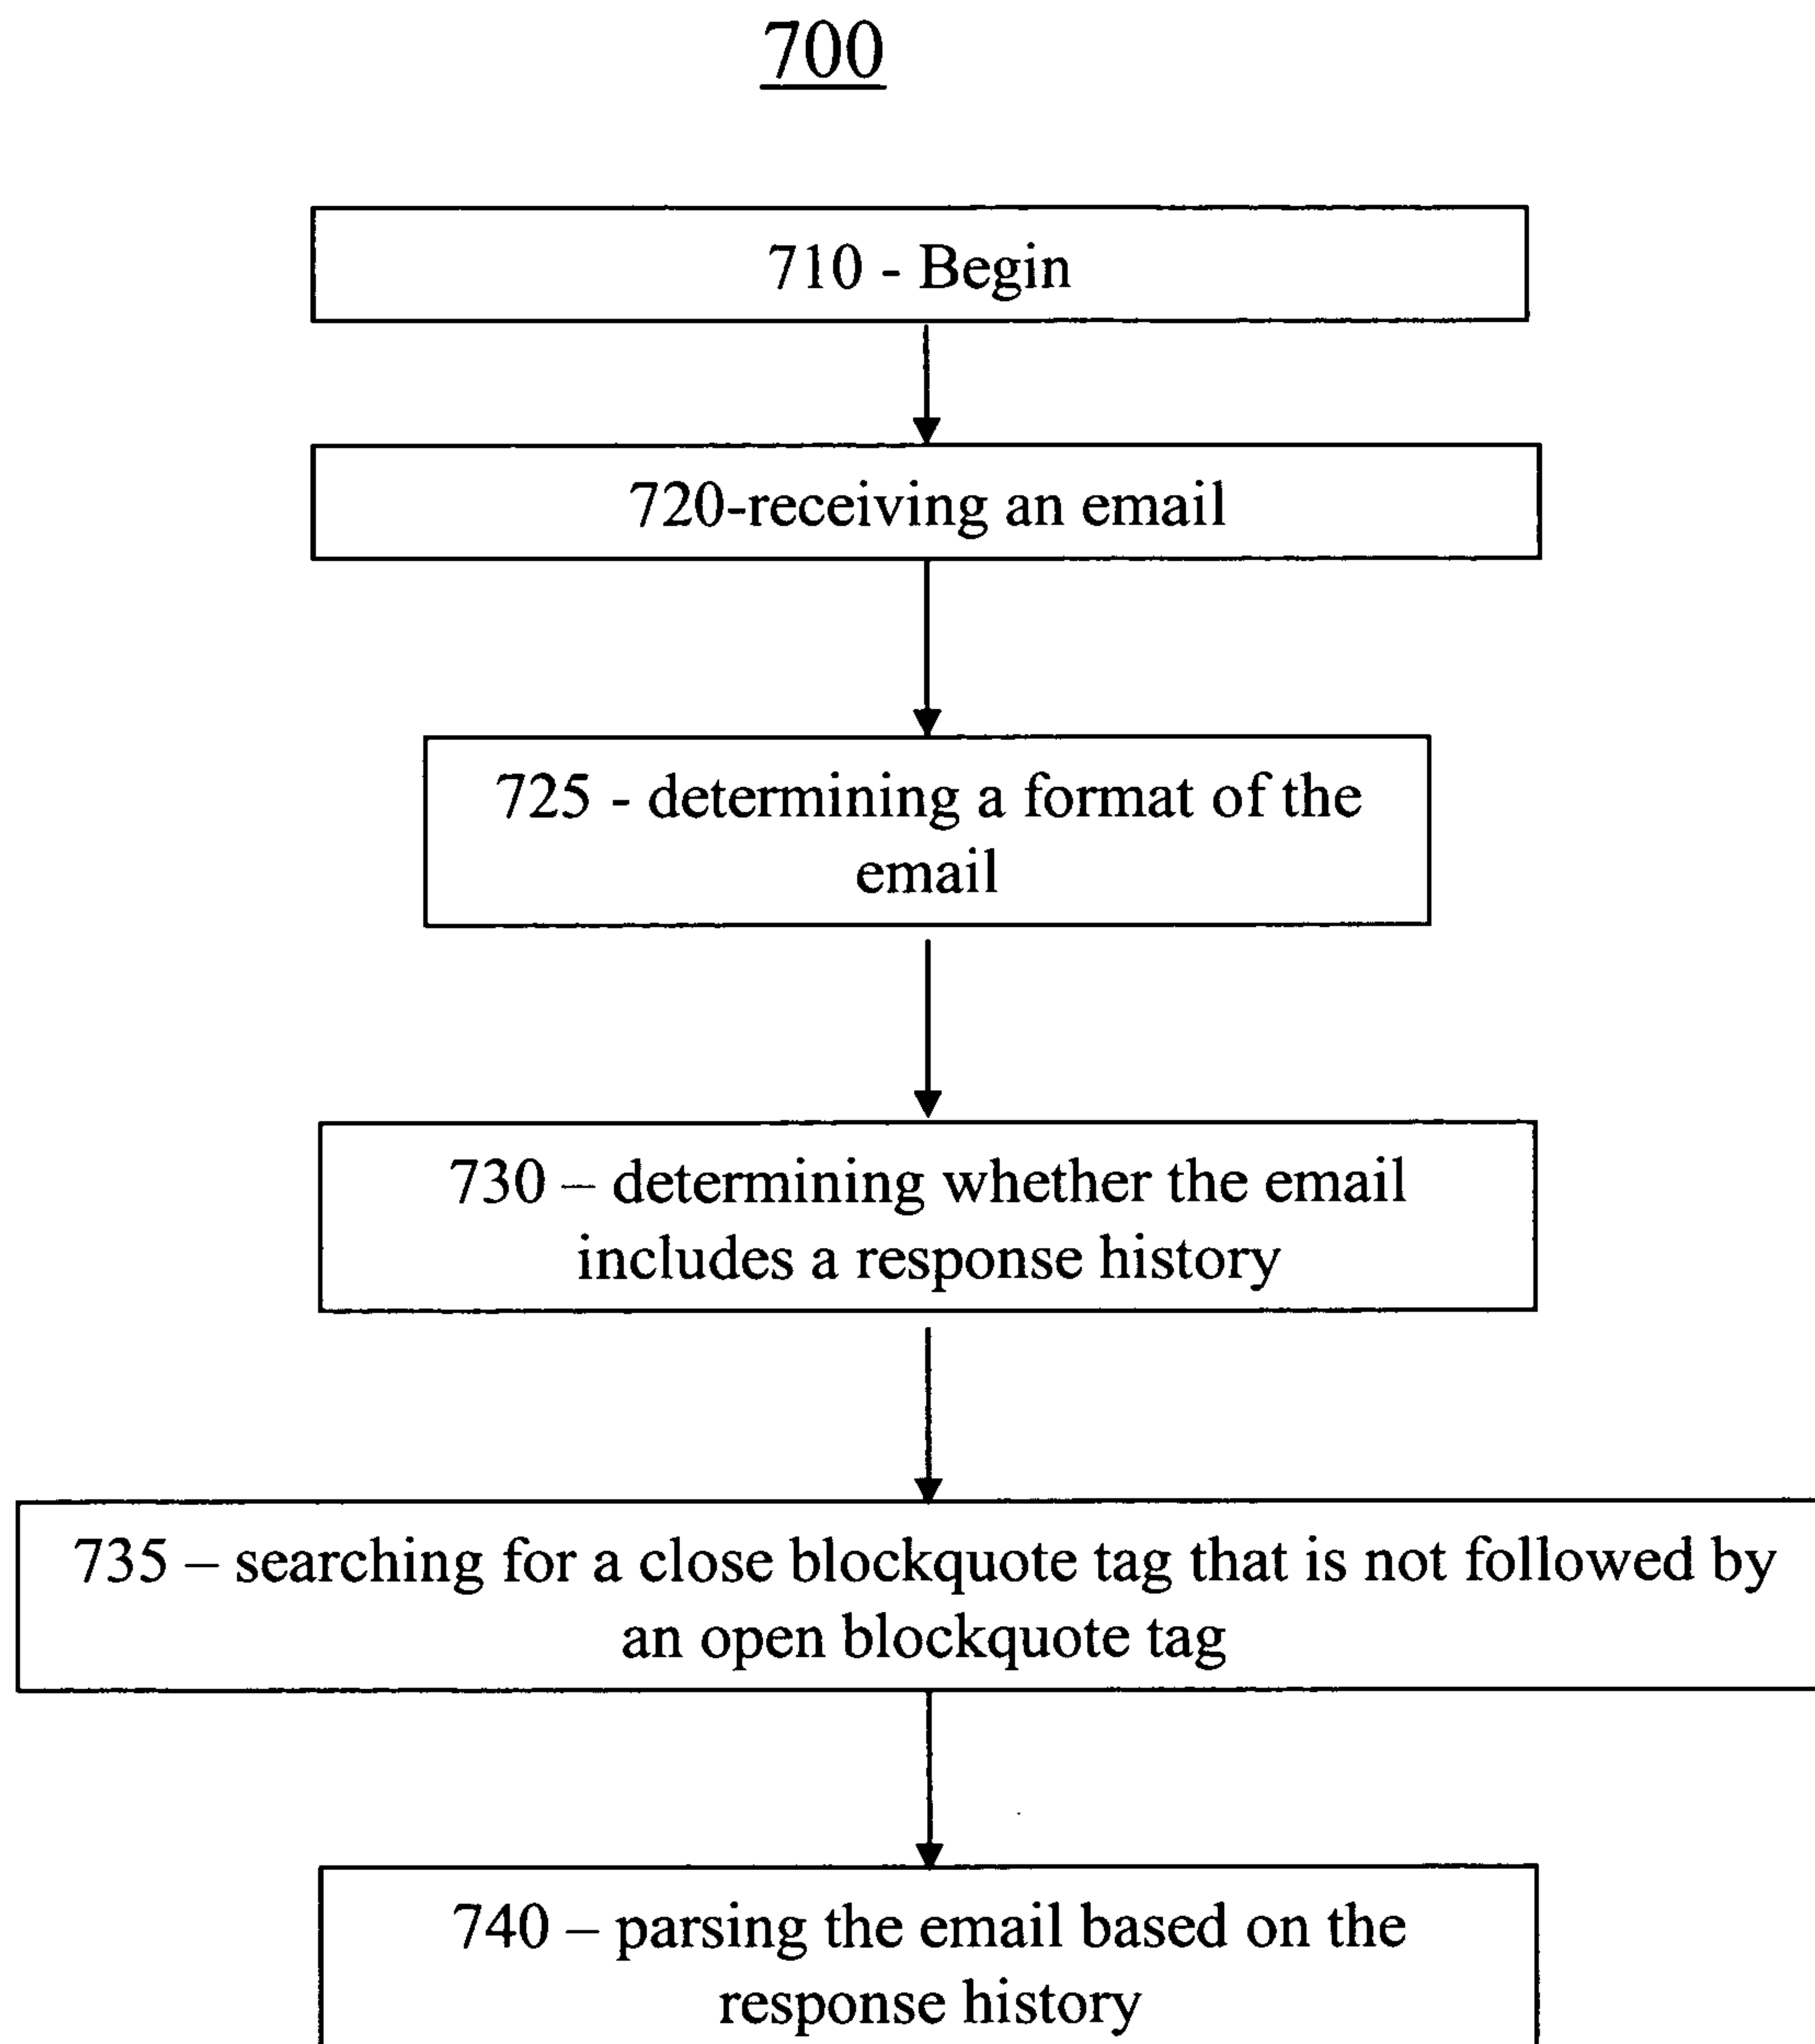 700
710 - Begin
720-receiving an email
725 - determining a format of the
email
730 – determining whether the email
includes a response history
735 – searching for a close blockquote tag that is not followed by
an open blockquote tag
740 – parsing the email based on the
response history